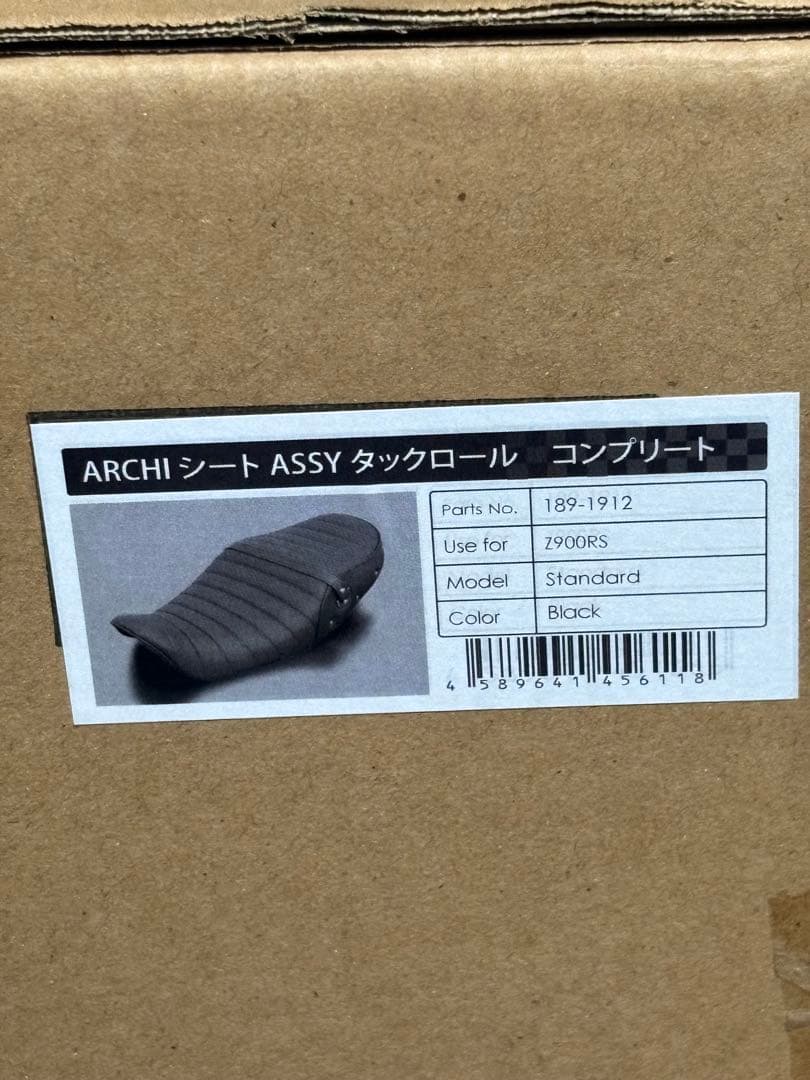 ARCHI シート ASSY タックロール　コンプリート
Parts No. 189-1912
Use for Z900RS
Model Standard
Color Black
4 589641 456118